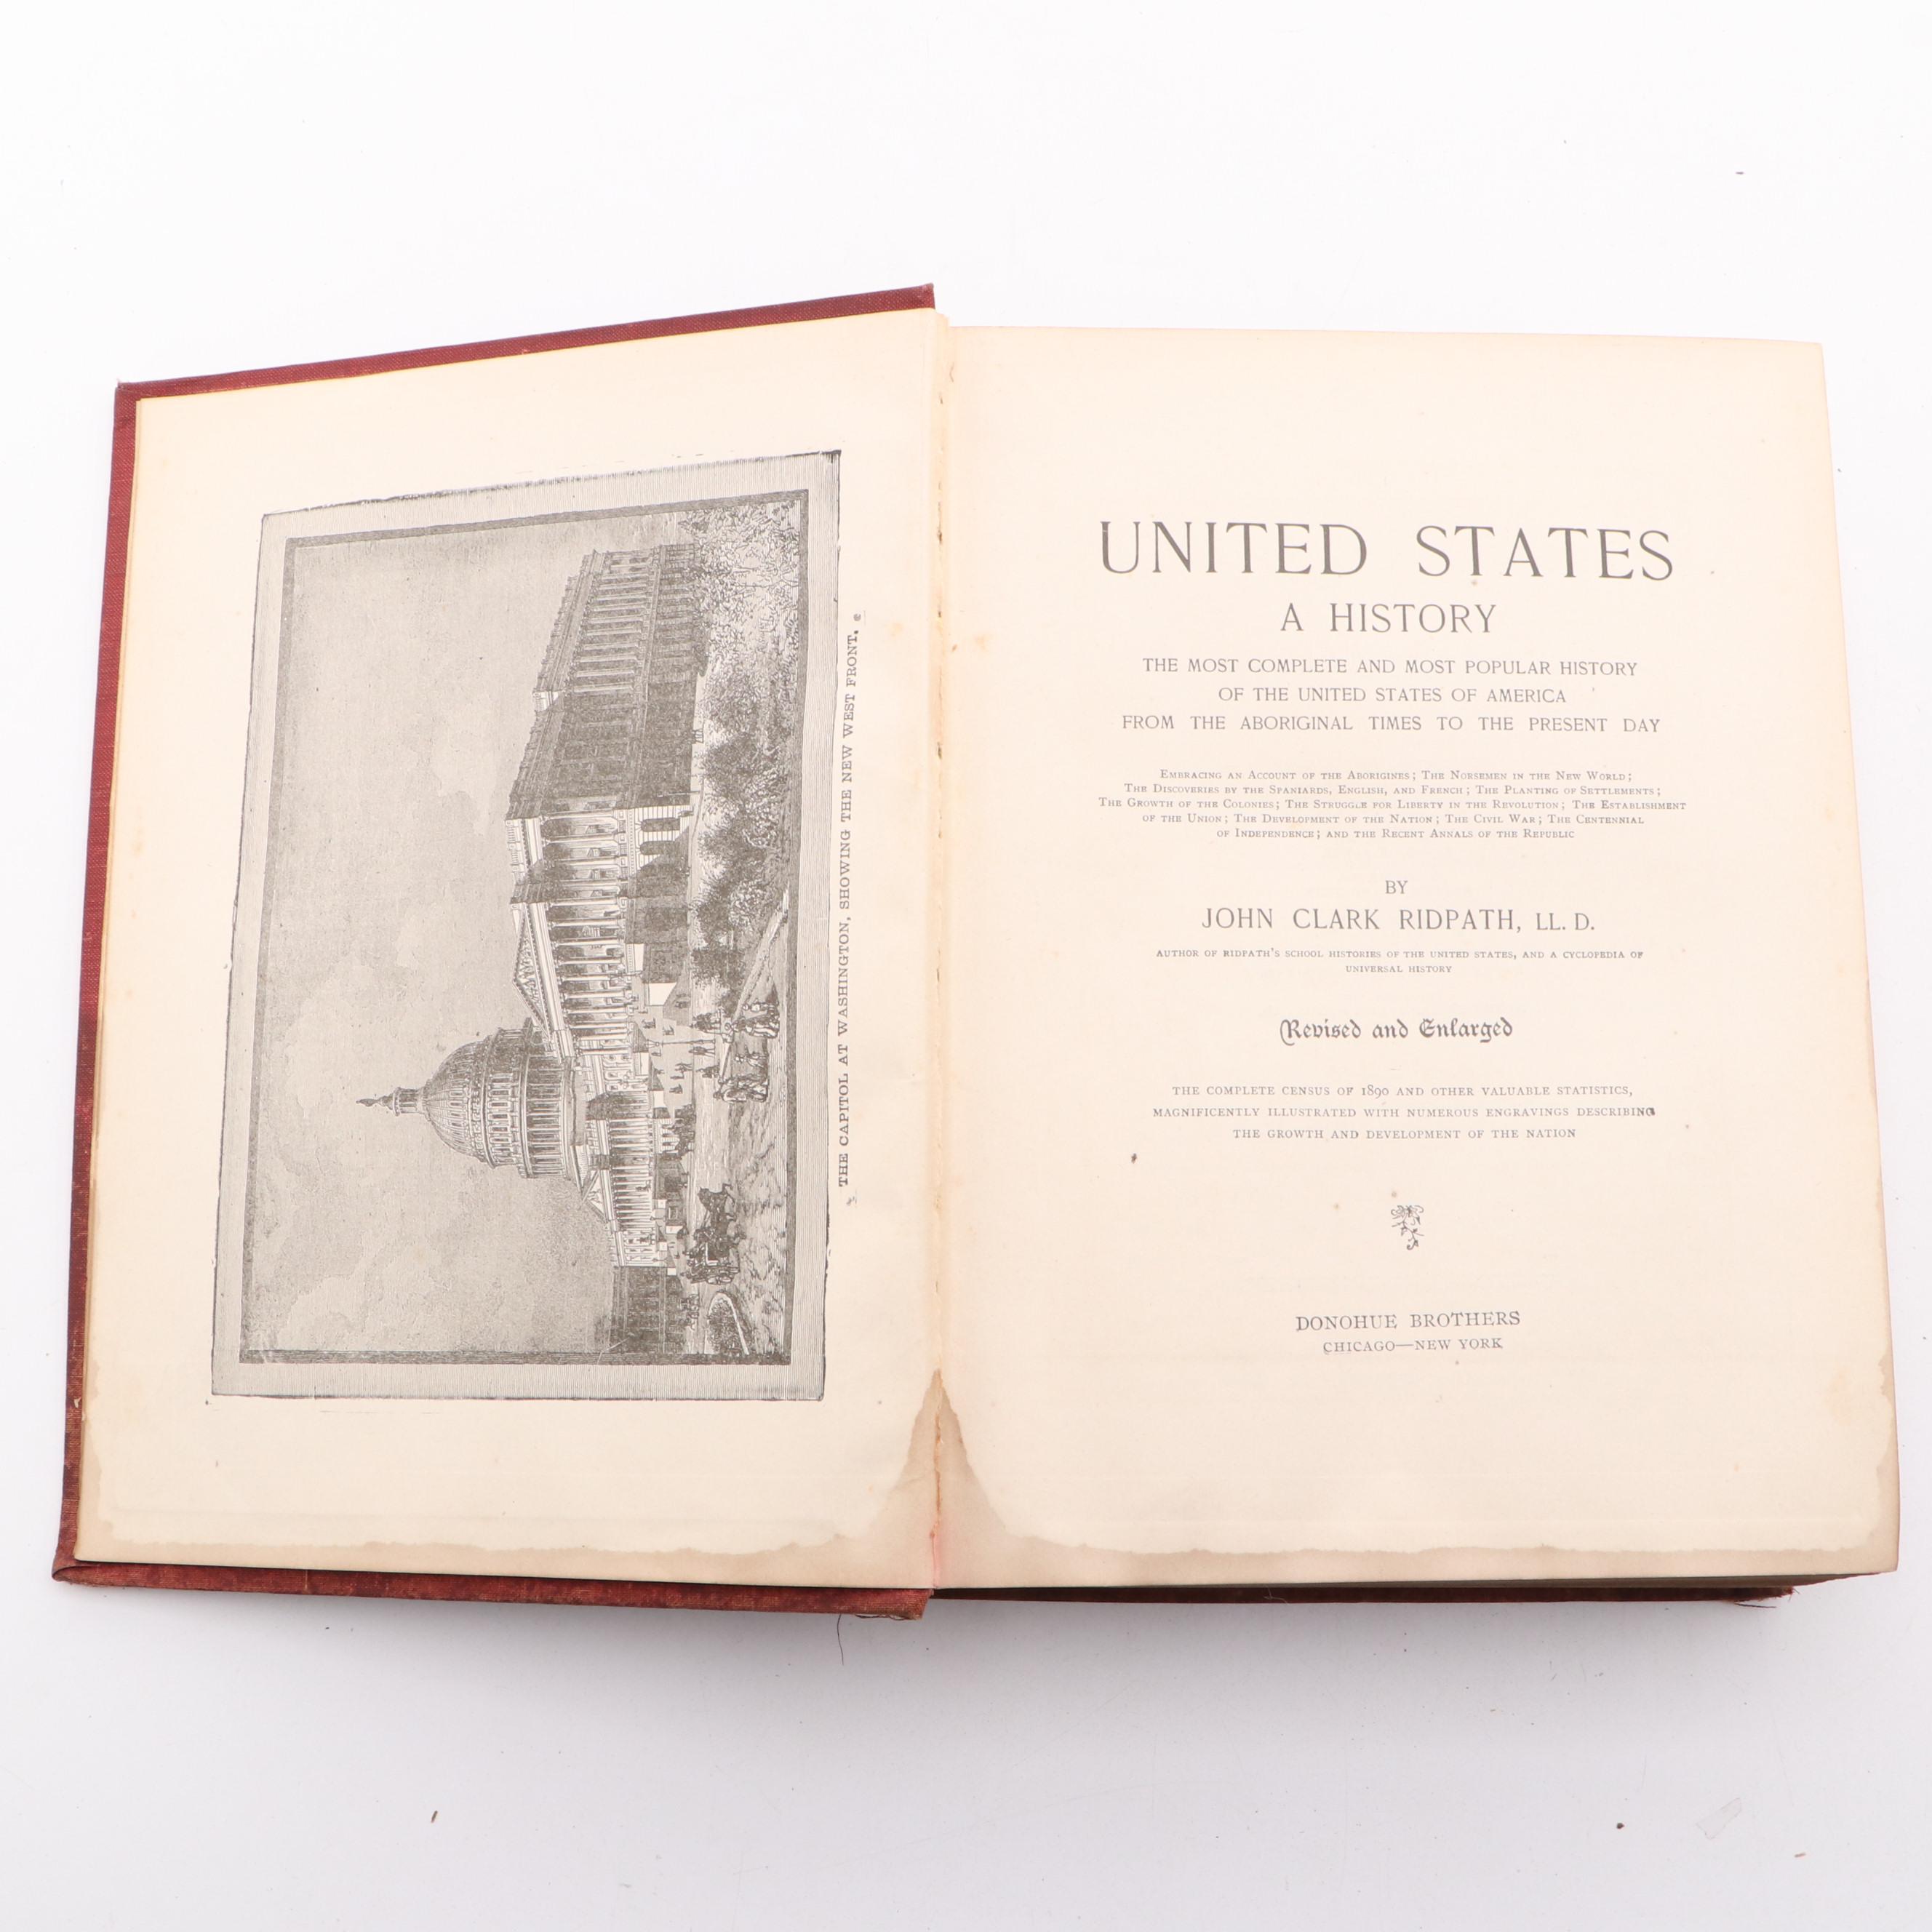 THE CAPITOL AT WASHINGTON, SHOWING THE NEW WEST FRONT.
UNITED STATES
A HISTORY
THE MOST COMPLETE AND MOST POPULAR HISTORY
OF THE UNITED STATES OF AMERICA
FROM THE ABORIGINAL TIMES TO THE PRESENT DAY
EMBRACING AN ACCOUNT OF THE ABORIGINES; THE NORSEMEN IN THE NEW WORLD;
THE DISCOVERIES BY THE SPANIARDS, ENGLISH, AND FRENCH; THE PLANTING OF SETTLEMENTS;
THE GROWTH OF THE COLONIES; THE STRUGGLE FOR LIBERTY IN THE REVOLUTION; THE ESTABLISHMENT
OF THE UNION; THE DEVELOPMENT OF THE NATION; THE CIVIL WAR; THE CENTENNIAL
OF INDEPENDENCE; AND THE RECENT ANNALS OF THE REPUBLIC
BY
JOHN CLARK RIDPATH, LL. D.
AUTHOR OF RIDPATH'S SCHOOL HISTORIES OF THE UNITED STATES, AND A CYCLOPEDIA OF
UNIVERSAL HISTORY
Revised and Enlarged
THE COMPLETE CENSUS OF 1890 AND OTHER VALUABLE STATISTICS,
MAGNIFICENTLY ILLUSTRATED WITH NUMEROUS ENGRAVINGS DESCRIBING
THE GROWTH AND DEVELOPMENT OF THE NATION
DONOHUE BROTHERS
CHICAGO—NEW YORK